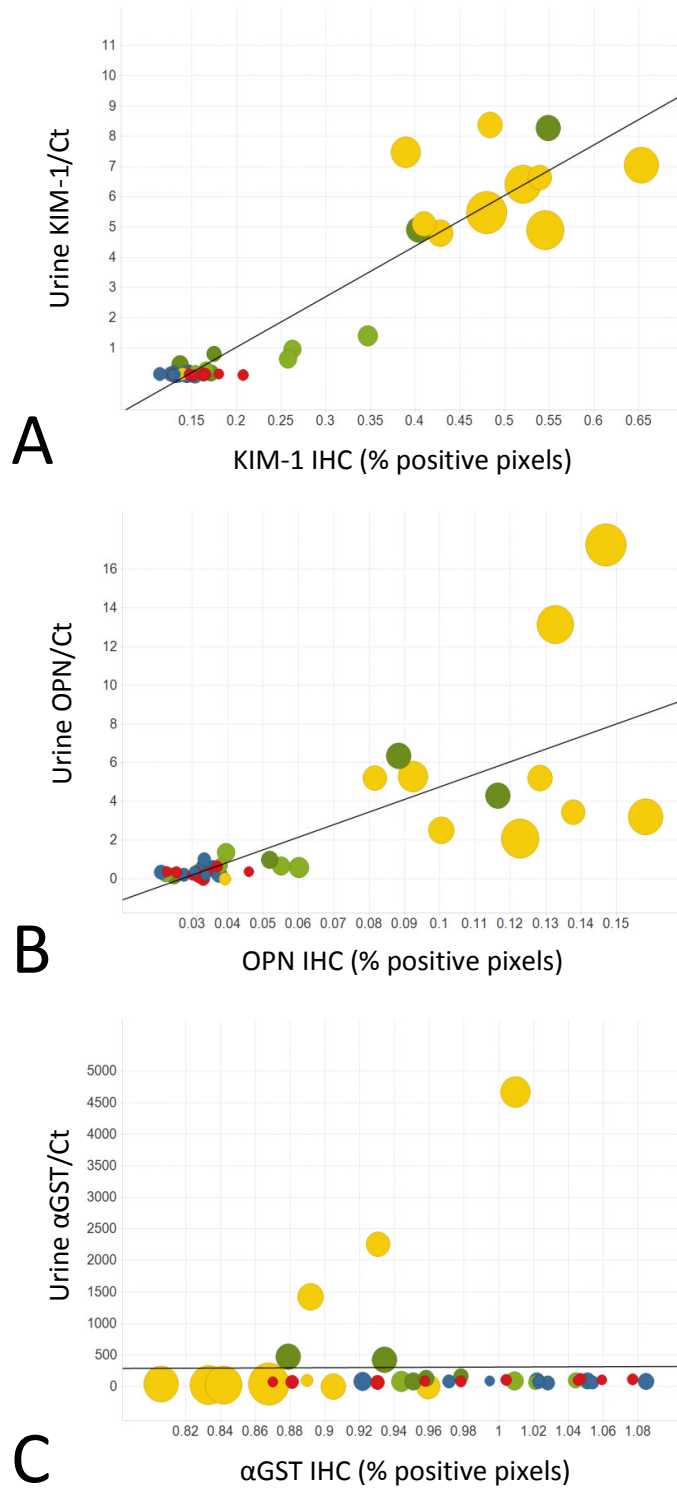 11
10
9
8
7
6
5
4
3
2
1
Urine KIM-1/Ct
0.15 0.2 0.25 0.3 0.35 0.4 0.45 0.5 0.55 0.6 0.65
A
KIM-1 IHC (% positive pixels)
16
14
12
10
8
6
4
2
0
Urine OPN/Ct
0.03 0.04 0.05 0.06 0.07 0.08 0.09 0.1 0.11 0.12 0.13 0.14 0.15
B
OPN IHC (% positive pixels)
5000
4500
4000
3500
3000
2500
2000
1500
1000
500
0
Urine αGST/Ct
0.82 0.84 0.86 0.88 0.9 0.92 0.94 0.96 0.98 1 1.02 1.04 1.06 1.08
C
αGST IHC (% positive pixels)